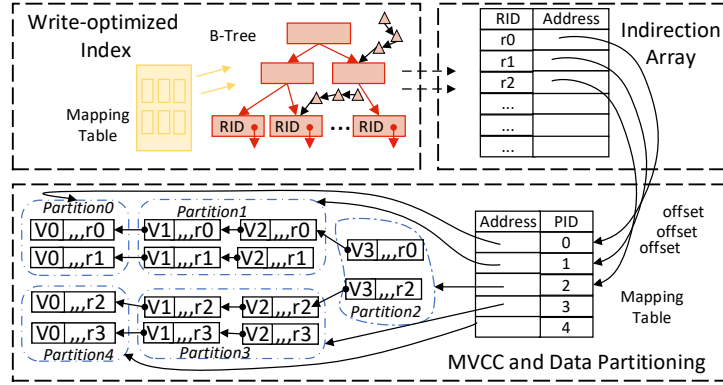 Write-optimized
Index
B-Tree
Mapping
Table
RID
RID
...
RID
RID
Address
r0
r1
r2
...
...
...
Indirection
Array
Partition0
V0 ,,,r0
V0 ,,,r1
Partition1
V1 ,,,r0
V2 ,,,r0
V1 ,,,r1
V2 ,,,r1
V3 ,,,r0
V3 ,,,r2
Partition2
V0 ,,,r2
V0 ,,,r3
Partition4
V1 ,,,r2
V2 ,,,r2
V1 ,,,r3
V2 ,,,r3
Partition3
Address
PID
0
1
2
3
4
offset
offset
offset
Mapping
Table
MVCC and Data Partitioning